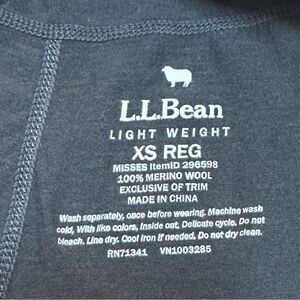 L.L.Bean
LIGHT WEIGHT
XS REG
MISSES ItemID 296598
100% MERINO WOOL
EXCLUSIVE OF TRIM
MADE IN CHINA
Wash separately, once before wearing. Machine wash
cold, With like colors, Inside out, Delicate cycle, Do not
bleach. Line dry, Cool iron if needed, Do not dry clean.
RN71341 VN1003285